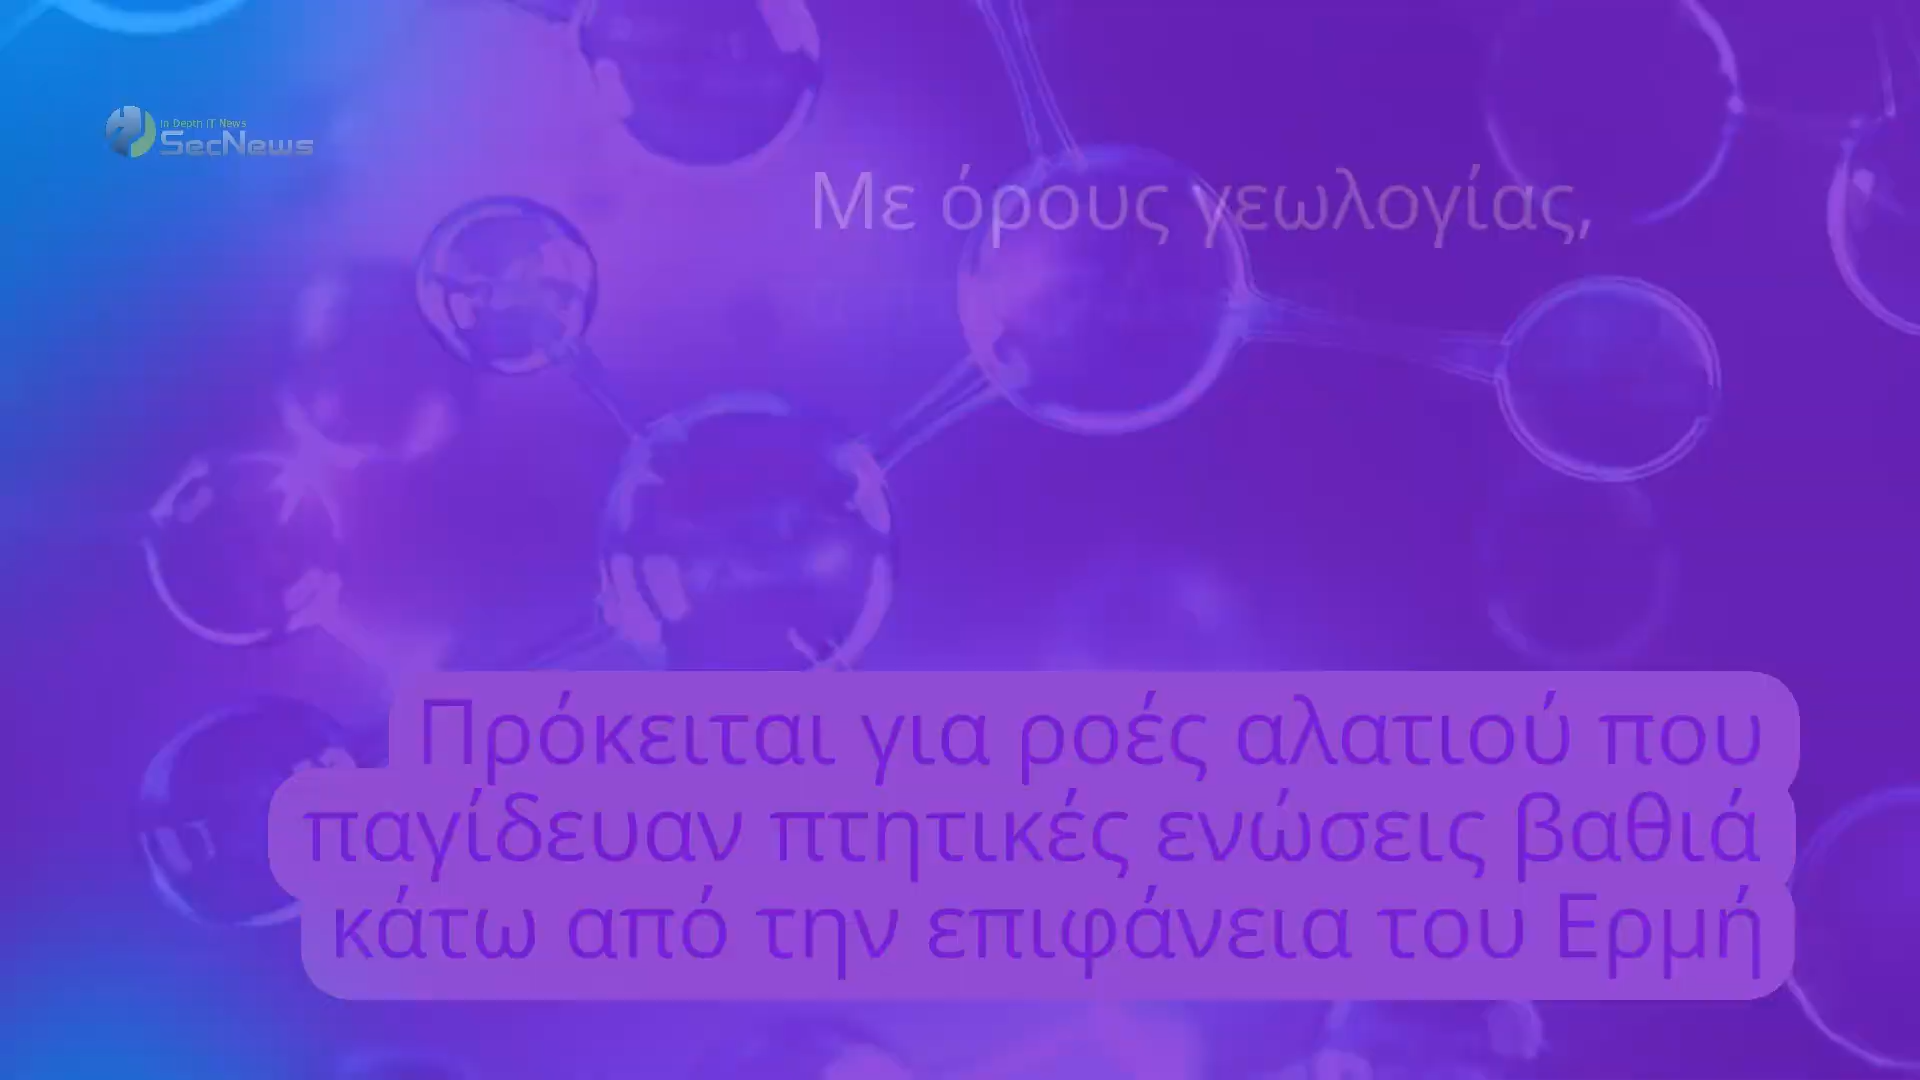 In Depth IT News
SecNews
Με όρους γεωλογίας,
Πρόκειται για ροές αλατιού που
παγίδευαν πτητικές ενώσεις βαθιά
κάτω από την επιφάνεια του Ερμή